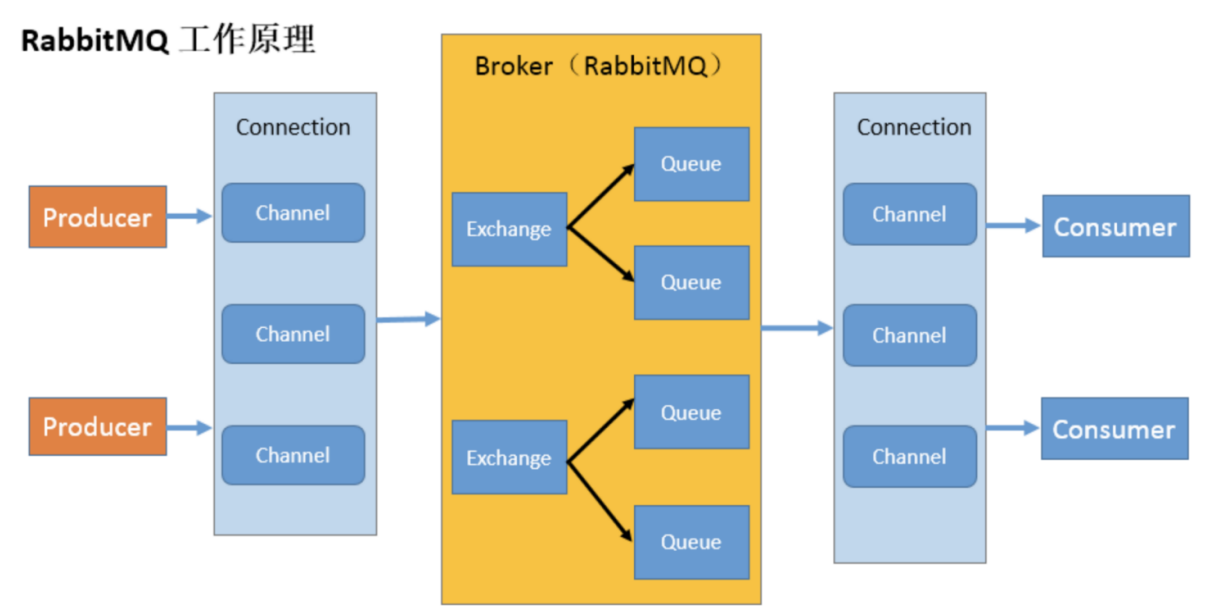 RabbitMQ 工作原理
Broker（RabbitMQ）
Connection
Channel
Channel
Channel
Producer
Producer
Exchange
Queue
Queue
Exchange
Queue
Queue
Connection
Channel
Channel
Channel
Consumer
Consumer